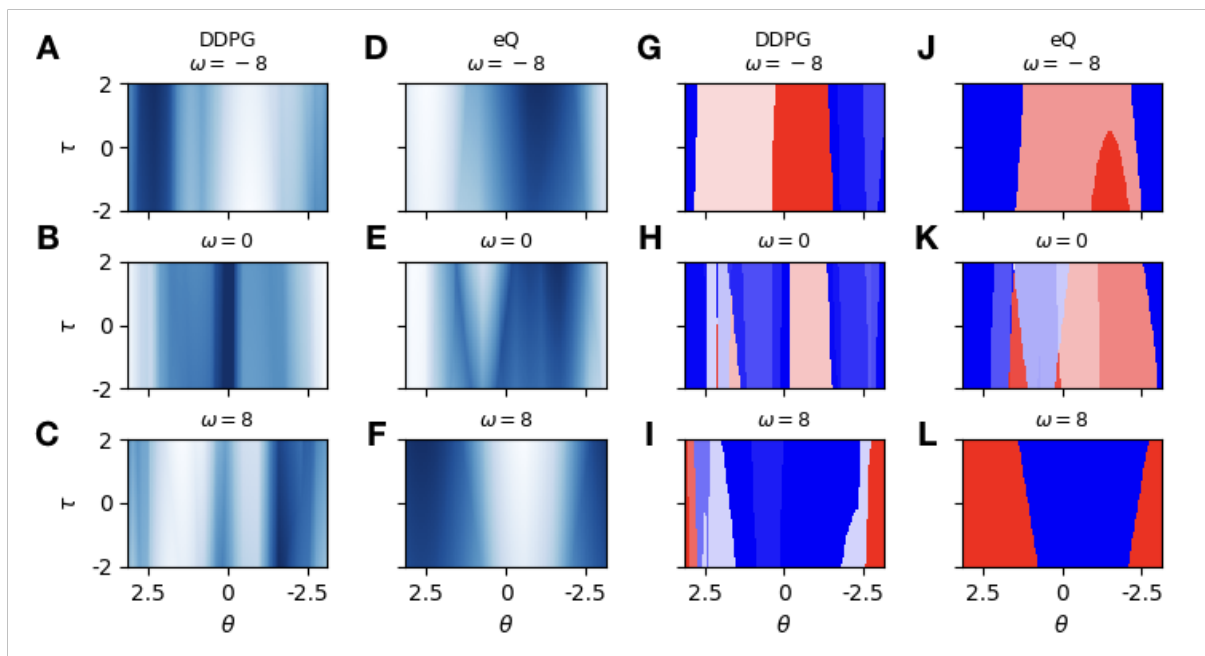 A DDPG D eQ G DDPG J eQ
ω = − 8 ω = − 8 ω = − 8 ω = − 8
2
τ 0
-2
B ω = 0 E ω = 0 H ω = 0 K ω = 0
2
τ 0
-2
C ω = 8 F ω = 8 I ω = 8 L ω = 8
2
τ 0
-2
2.5 0 -2.5 2.5 0 -2.5 2.5 0 -2.5 2.5 0 -2.5
θ θ θ θ